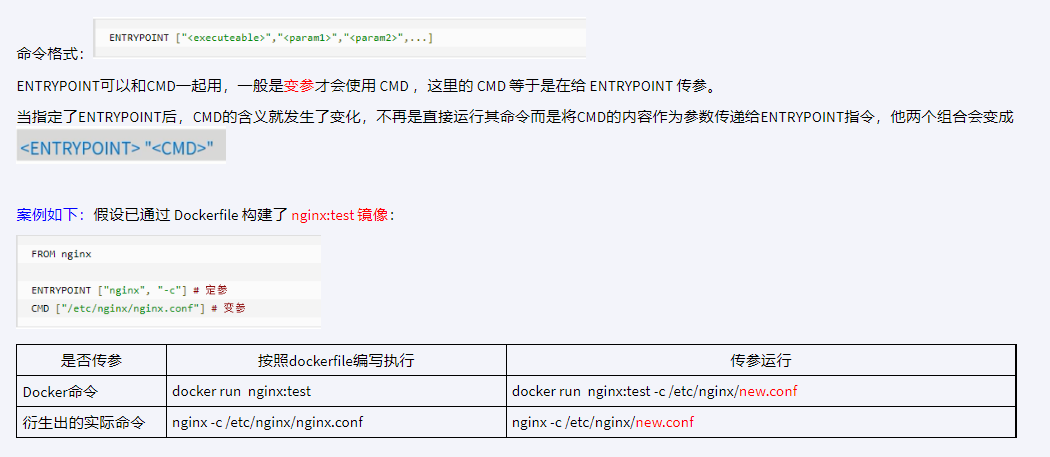 命令格式： ENTRYPOINT ["<executeable>","<param1>","<param2>",...]
ENTRYPOINT可以和CMD一起用，一般是变参才会使用 CMD ，这里的 CMD 等于是在给 ENTRYPOINT 传参。
当指定了ENTRYPOINT后，CMD的含义就发生了变化，不再是直接运行其命令而是将CMD的内容作为参数传递给ENTRYPOINT指令，他两个组合会变成
<ENTRYPOINT> "<CMD>"
案例如下：假设已通过 Dockerfile 构建了 nginx:test 镜像：
FROM nginx
ENTRYPOINT ["nginx", "-c"] # 定参
CMD ["/etc/nginx/nginx.conf"] # 变参
是否传参 按照dockerfile编写执行 传参运行
Docker命令 docker run  nginx:test docker run  nginx:test -c /etc/nginx/new.conf
衍生出的实际命令 nginx -c /etc/nginx/nginx.conf nginx -c /etc/nginx/new.conf